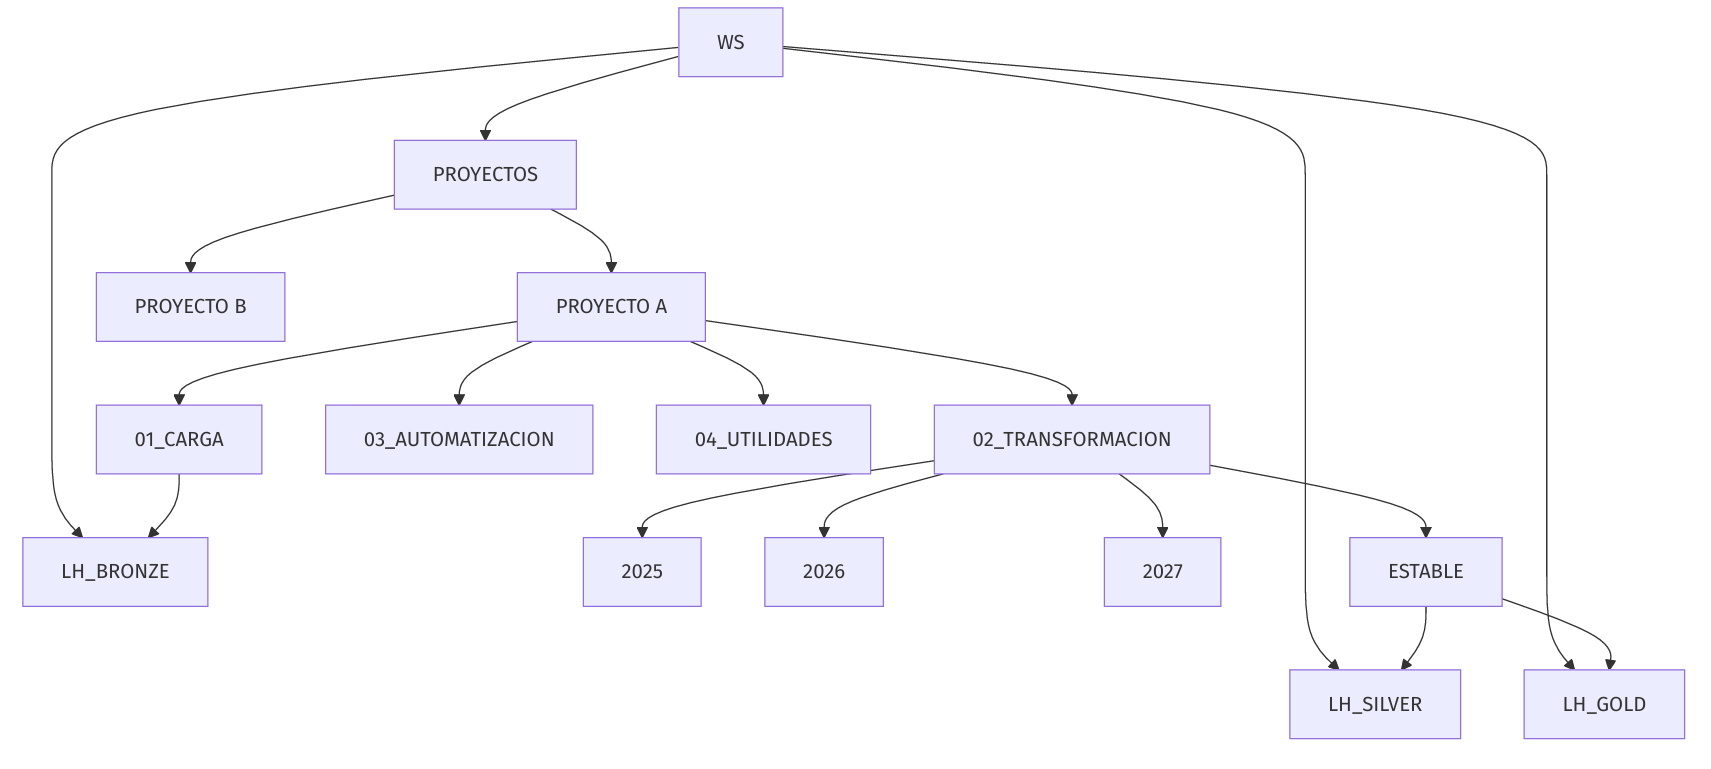 WS
PROYECTOS
PROYECTO B
PROYECTO A
01_CARGA
03_AUTOMATIZACION
04_UTILIDADES
02_TRANSFORMACION
LH_BRONZE
2025
2026
2027
ESTABLE
LH_SILVER
LH_GOLD